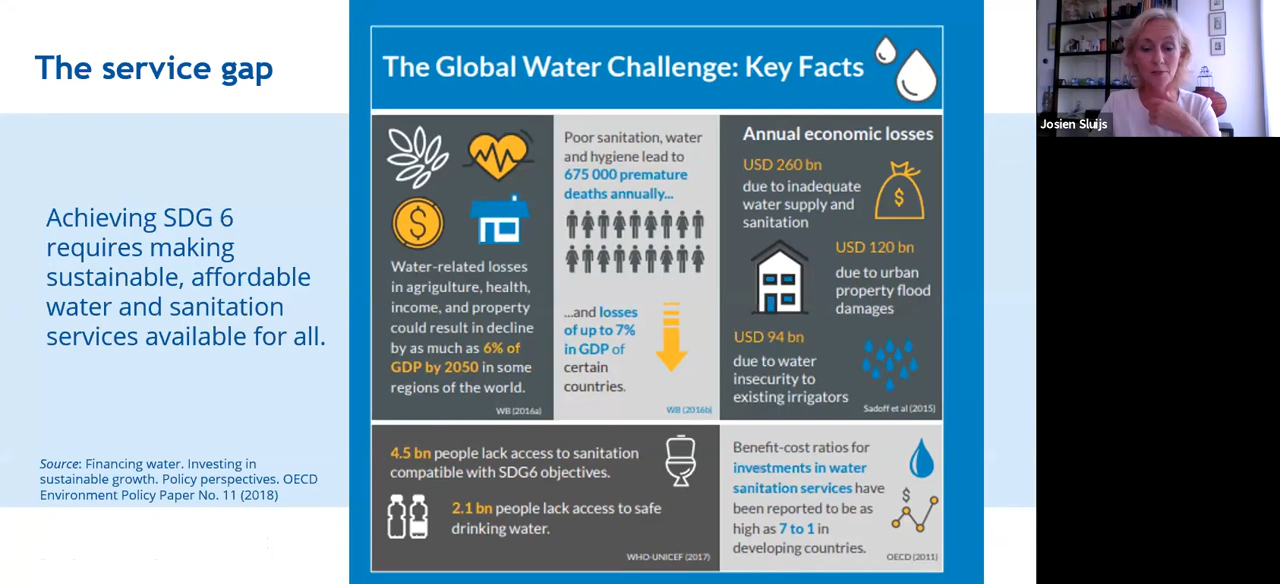 The service gap
Achieving SDG 6
requires making
sustainable, affordable
water and sanitation
services available for all.
Source: Financing water. Investing in
sustainable growth. Policy perspectives. OECD
Environment Policy Paper No. 11 (2018)
The Global Water Challenge: Key Facts
Water-related losses
in agrigulture, health,
income, and property
could result in decline
by as much as 6% of
GDP by 2050 in some
regions of the world.
WB (2016a)
Poor sanitation, water
and hygiene lead to
675 000 premature
deaths annually...
...and losses
of up to 7%
in GDP of
certain
countries.
WB (2016b)
Annual economic losses
USD 260 bn
due to inadequate
water supply and
sanitation
$
USD 120 bn
due to urban
property flood
damages
USD 94 bn
due to water
insecurity to
existing irrigators
Sadoff et al (2015)
4.5 bn people lack access to sanitation
compatible with SDG6 objectives.
2.1 bn people lack access to safe
drinking water.
WHO-UNICEF (2017)
Benefit-cost ratios for
investments in water
sanitation services have
been reported to be as
high as 7 to 1 in
developing countries.
$
OECD (2011)
$
Josien Sluijs